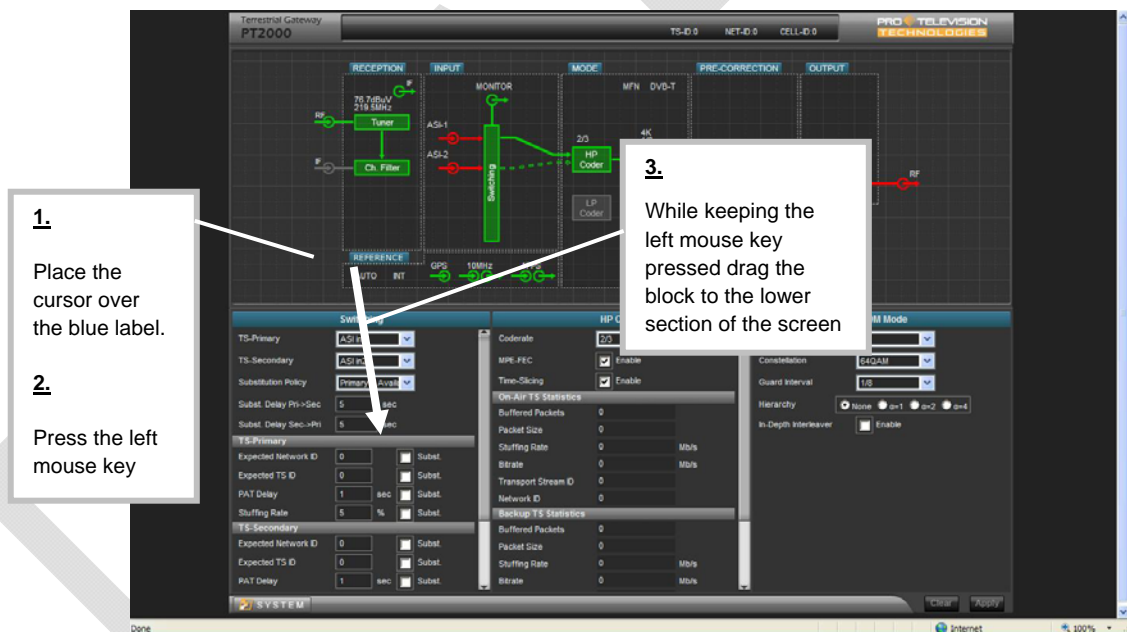 Terrestrial Gateway
PT2000
TS-ID:0 NET-ID:0 CELL-ID:0
PRO TELEVISION
TECHNOLOGIES
RECEPTION INPUT MODE PRE-CORRECTION OUTPUT
IF
MONITOR
MFN DVB-T
76.7dBuV
219.5MHz
RF
Tuner
ASI-1
2/3
4K
HP
Coder
IF
Ch. Filter
ASI-2
Switching
RF
LP
Coder
REFERENCE
AUTO INT
GPS 10MHz
1.
Place the
cursor over
the blue label.
2.
Press the left
mouse key
3.
While keeping the
left mouse key
pressed drag the
block to the lower
section of the screen
TS-Primary
TS-Secondary
Substitution Policy
Subst. Delay Pri->Sec 5 sec
Subst. Delay Sec->Pri 5
TS-Primary
Expected Network ID 0 Subst.
Expected TS ID 0 Subst.
PAT Delay 1 sec Subst.
Stuffing Rate 5 % Subst.
TS-Secondary
Expected Network ID 0 Subst.
Expected TS ID 0 Subst.
PAT Delay 1 sec Subst.
Coderate 2/3
MPE-FEC Enable
Time-Slicing Enable
On-Air TS Statistics
Buffered Packets 0
Packet Size 0
Stuffing Rate 0 Mb/s
Bitrate 0 Mb/s
Transport Stream ID 0
Network ID 0
Backup TS Statistics
Buffered Packets 0
Packet Size 0
Stuffing Rate 0 Mb/s
Bitrate 0 Mb/s
Mode
Constellation 64QAM
Guard Interval 1/8
Hierarchy None α=1 α=2 α=4
In-Depth Interleaver Enable
SYSTEM
Clear Apply
Done
Internet
100%